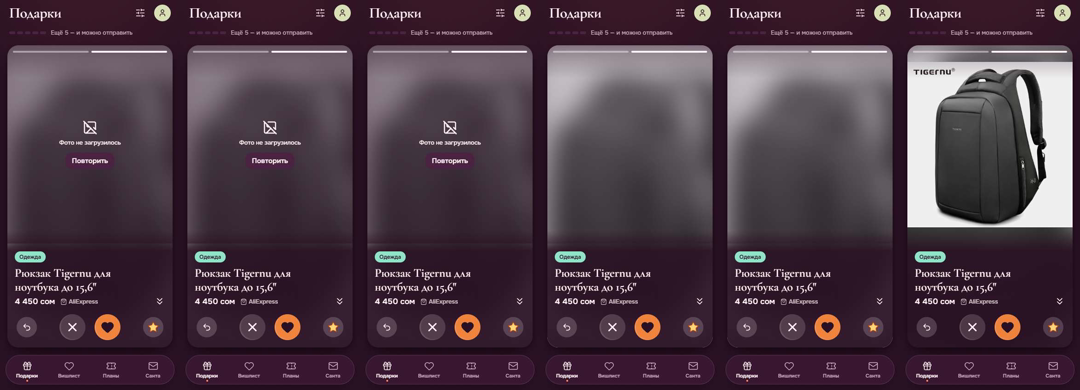 Подарки
Ещё 5 – и можно отправить
Фото не загрузилось
Повторить
Одежда
Рюкзак Tigernu для
ноутбука до 15,6"
4 450 сом AliExpress
Подарки Вишлист Планы Санта
Подарки
Ещё 5 – и можно отправить
Фото не загрузилось
Повторить
Одежда
Рюкзак Tigernu для
ноутбука до 15,6"
4 450 сом AliExpress
Подарки Вишлист Планы Санта
Подарки
Ещё 5 – и можно отправить
Фото не загрузилось
Повторить
Одежда
Рюкзак Tigernu для
ноутбука до 15,6"
4 450 сом AliExpress
Подарки Вишлист Планы Санта
Подарки
Ещё 5 – и можно отправить
Одежда
Рюкзак Tigernu для
ноутбука до 15,6"
4 450 сом AliExpress
Подарки Вишлист Планы Санта
Подарки
Ещё 5 – и можно отправить
Одежда
Рюкзак Tigernu для
ноутбука до 15,6"
4 450 сом AliExpress
Подарки Вишлист Планы Санта
Подарки
Ещё 5 – и можно отправить
TIGERNU®
Одежда
Рюкзак Tigernu для
ноутбука до 15,6"
4 450 сом AliExpress
Подарки Вишлист Планы Санта